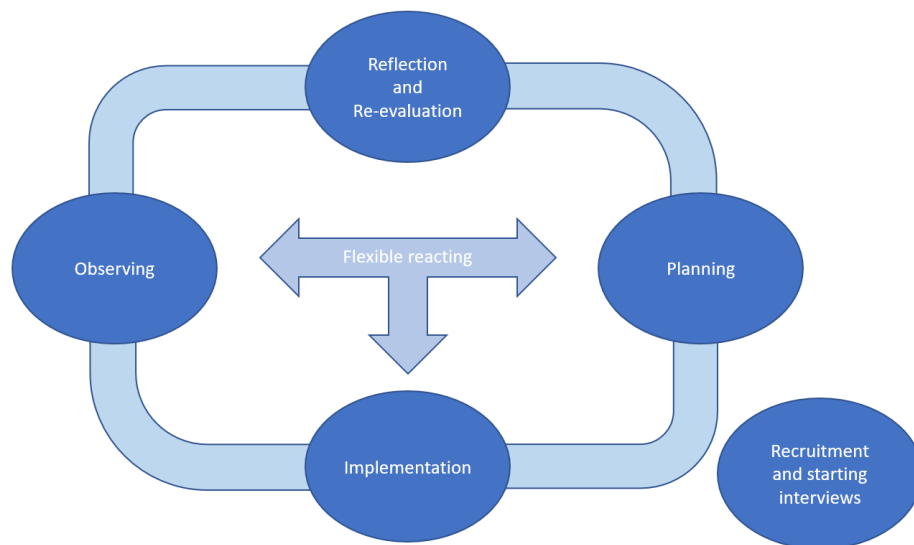 Reflection
and
Re-evaluation
Observing
Flexible reacting
Planning
Implementation
Recruitment
and starting
interviews